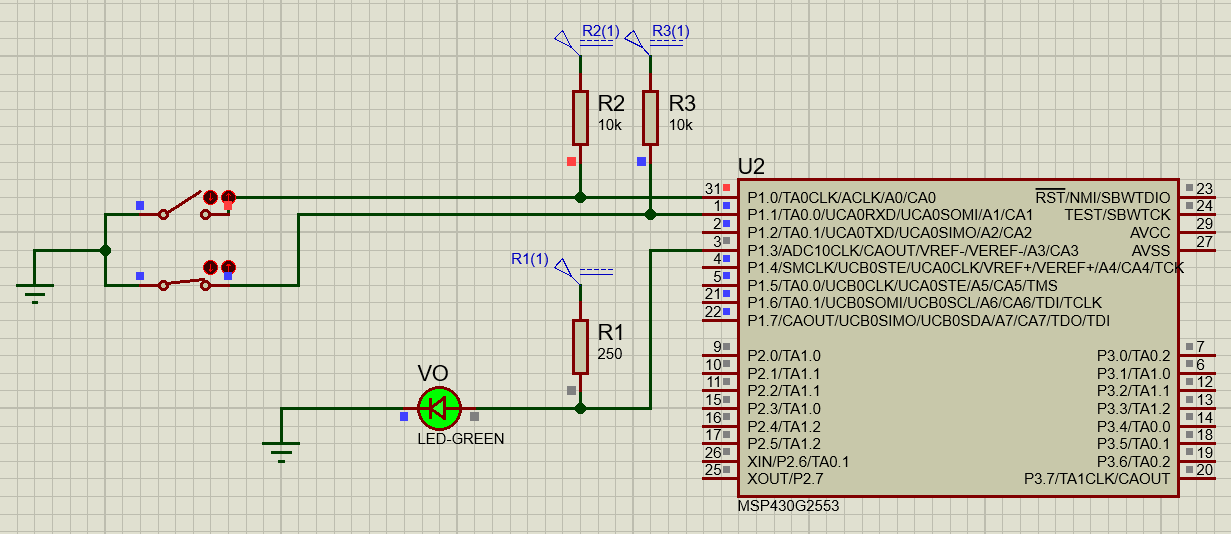 R2(1)
R3(1)
R2
10k
R3
10k
U2
31
P1.0/TA0CLK/ACLK/A0/CA0
1
P1.1/TA0.0/UCA0RXD/UCA0SOMI/A1/CA1
2
P1.2/TA0.1/UCA0TXD/UCA0SIMO/A2/CA2
3
P1.3/ADC10CLK/CAOUT/VREF-/VEREF-/A3/CA3
4
P1.4/SMCLK/UCB0STE/UCA0CLK/VREF+/VEREF+/A4/CA4/TCK
5
P1.5/TA0.0/UCB0CLK/UCA0STE/A5/CA5/TMS
21
P1.6/TA0.1/UCB0SOMI/UCB0SCL/A6/CA6/TDI/TCLK
22
P1.7/CAOUT/UCB0SIMO/UCB0SDA/A7/CA7/TDO/TDI
9
P2.0/TA1.0
10
P2.1/TA1.1
11
P2.2/TA1.1
15
P2.3/TA1.0
16
P2.4/TA1.2
17
P2.5/TA1.2
26
XIN/P2.6/TA0.1
25
XOUT/P2.7
RST/NMI/SBWTDIO
23
TEST/SBWTCK
24
AVCC
29
AVSS
27
P3.0/TA0.2
7
P3.1/TA1.0
6
P3.2/TA1.1
12
P3.3/TA1.2
13
P3.4/TA0.0
14
P3.5/TA0.1
18
P3.6/TA0.2
19
P3.7/TA1CLK/CAOUT
20
MSP430G2553
R1(1)
R1
250
VO
LED-GREEN